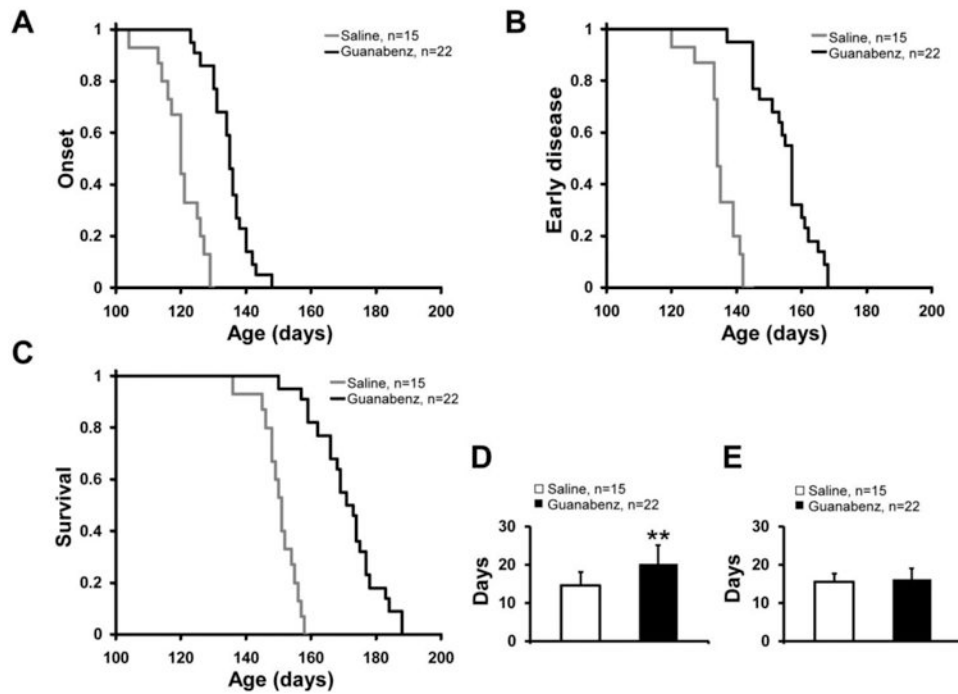 A
Saline, n=15
Guanabenz, n=22
Onset
1
0.8
0.6
0.4
0.2
0
100 120 140 160 180 200
Age (days)
B
Saline, n=15
Guanabenz, n=22
Early disease
1
0.8
0.6
0.4
0.2
0
100 120 140 160 180 200
Age (days)
C
Saline, n=15
Guanabenz, n=22
Survival
1
0.8
0.6
0.4
0.2
0
100 120 140 160 180 200
Age (days)
D
Saline, n=15
Guanabenz, n=22
Days
30
20
10
0
**
E
Saline, n=15
Guanabenz, n=22
Days
30
20
10
0